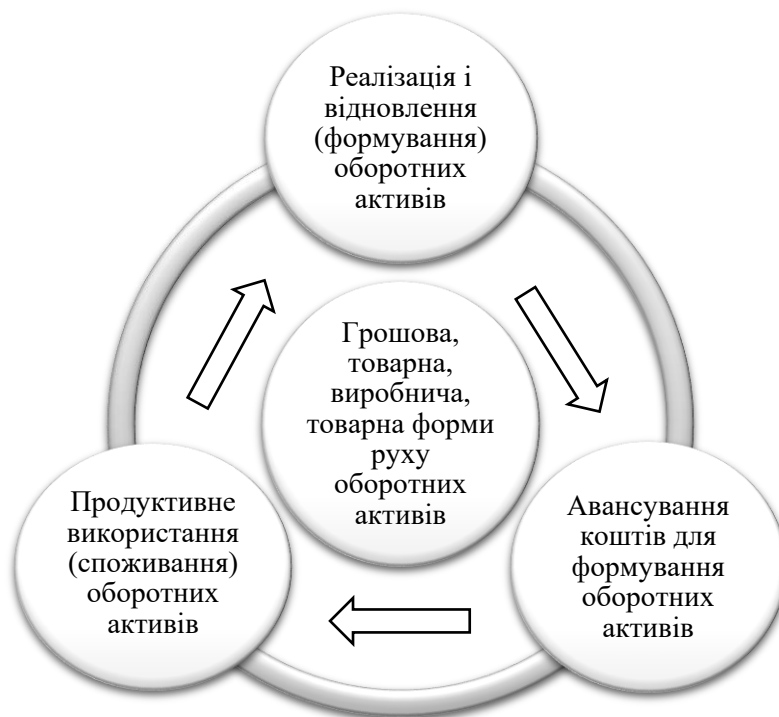 Реалізація і
відновлення
(формування)
оборотних
активів
Грошова,
товарна,
виробнича,
товарна форми
руху
оборотних
активів
Продуктивне
використання
(споживання)
оборотних
активів
Авансування
коштів для
формування
оборотних
активів